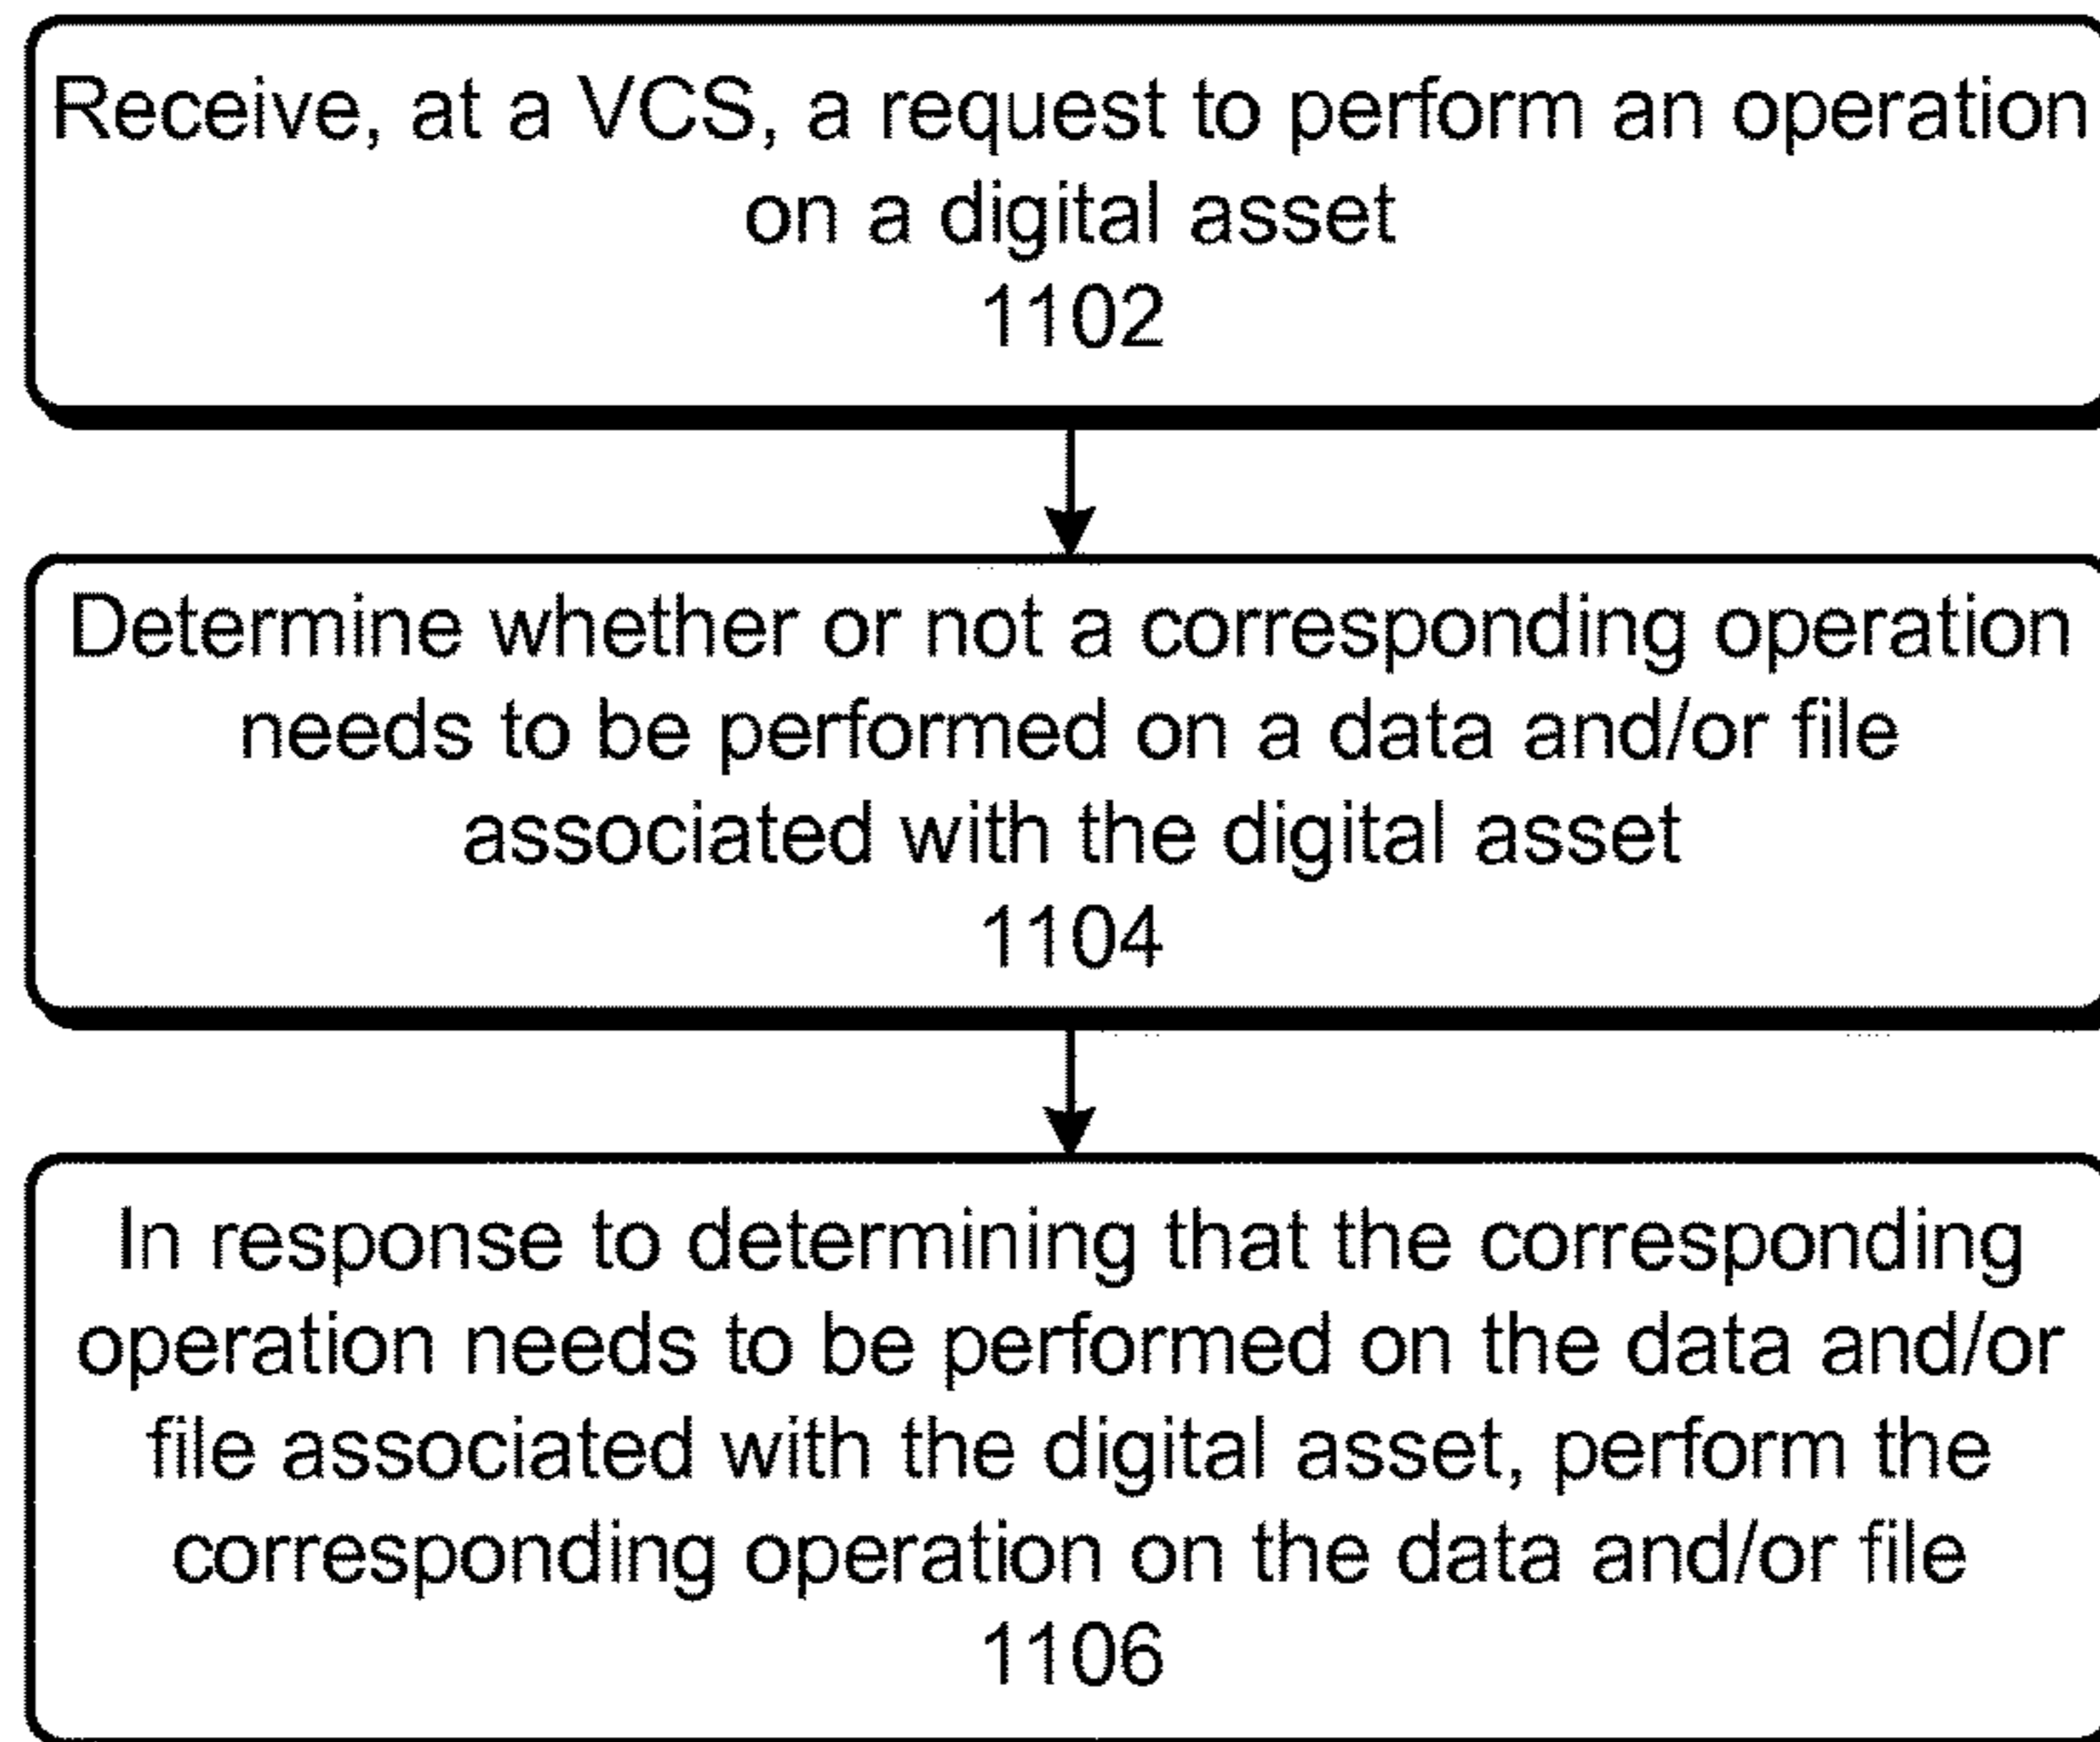 Receive, at a VCS, a request to perform an operation
on a digital asset
1102
Determine whether or not a corresponding operation
needs to be performed on a data and/or file
associated with the digital asset
1104
In response to determining that the corresponding
operation needs to be performed on the data and/or
file associated with the digital asset, perform the
corresponding operation on the data and/or file
1106